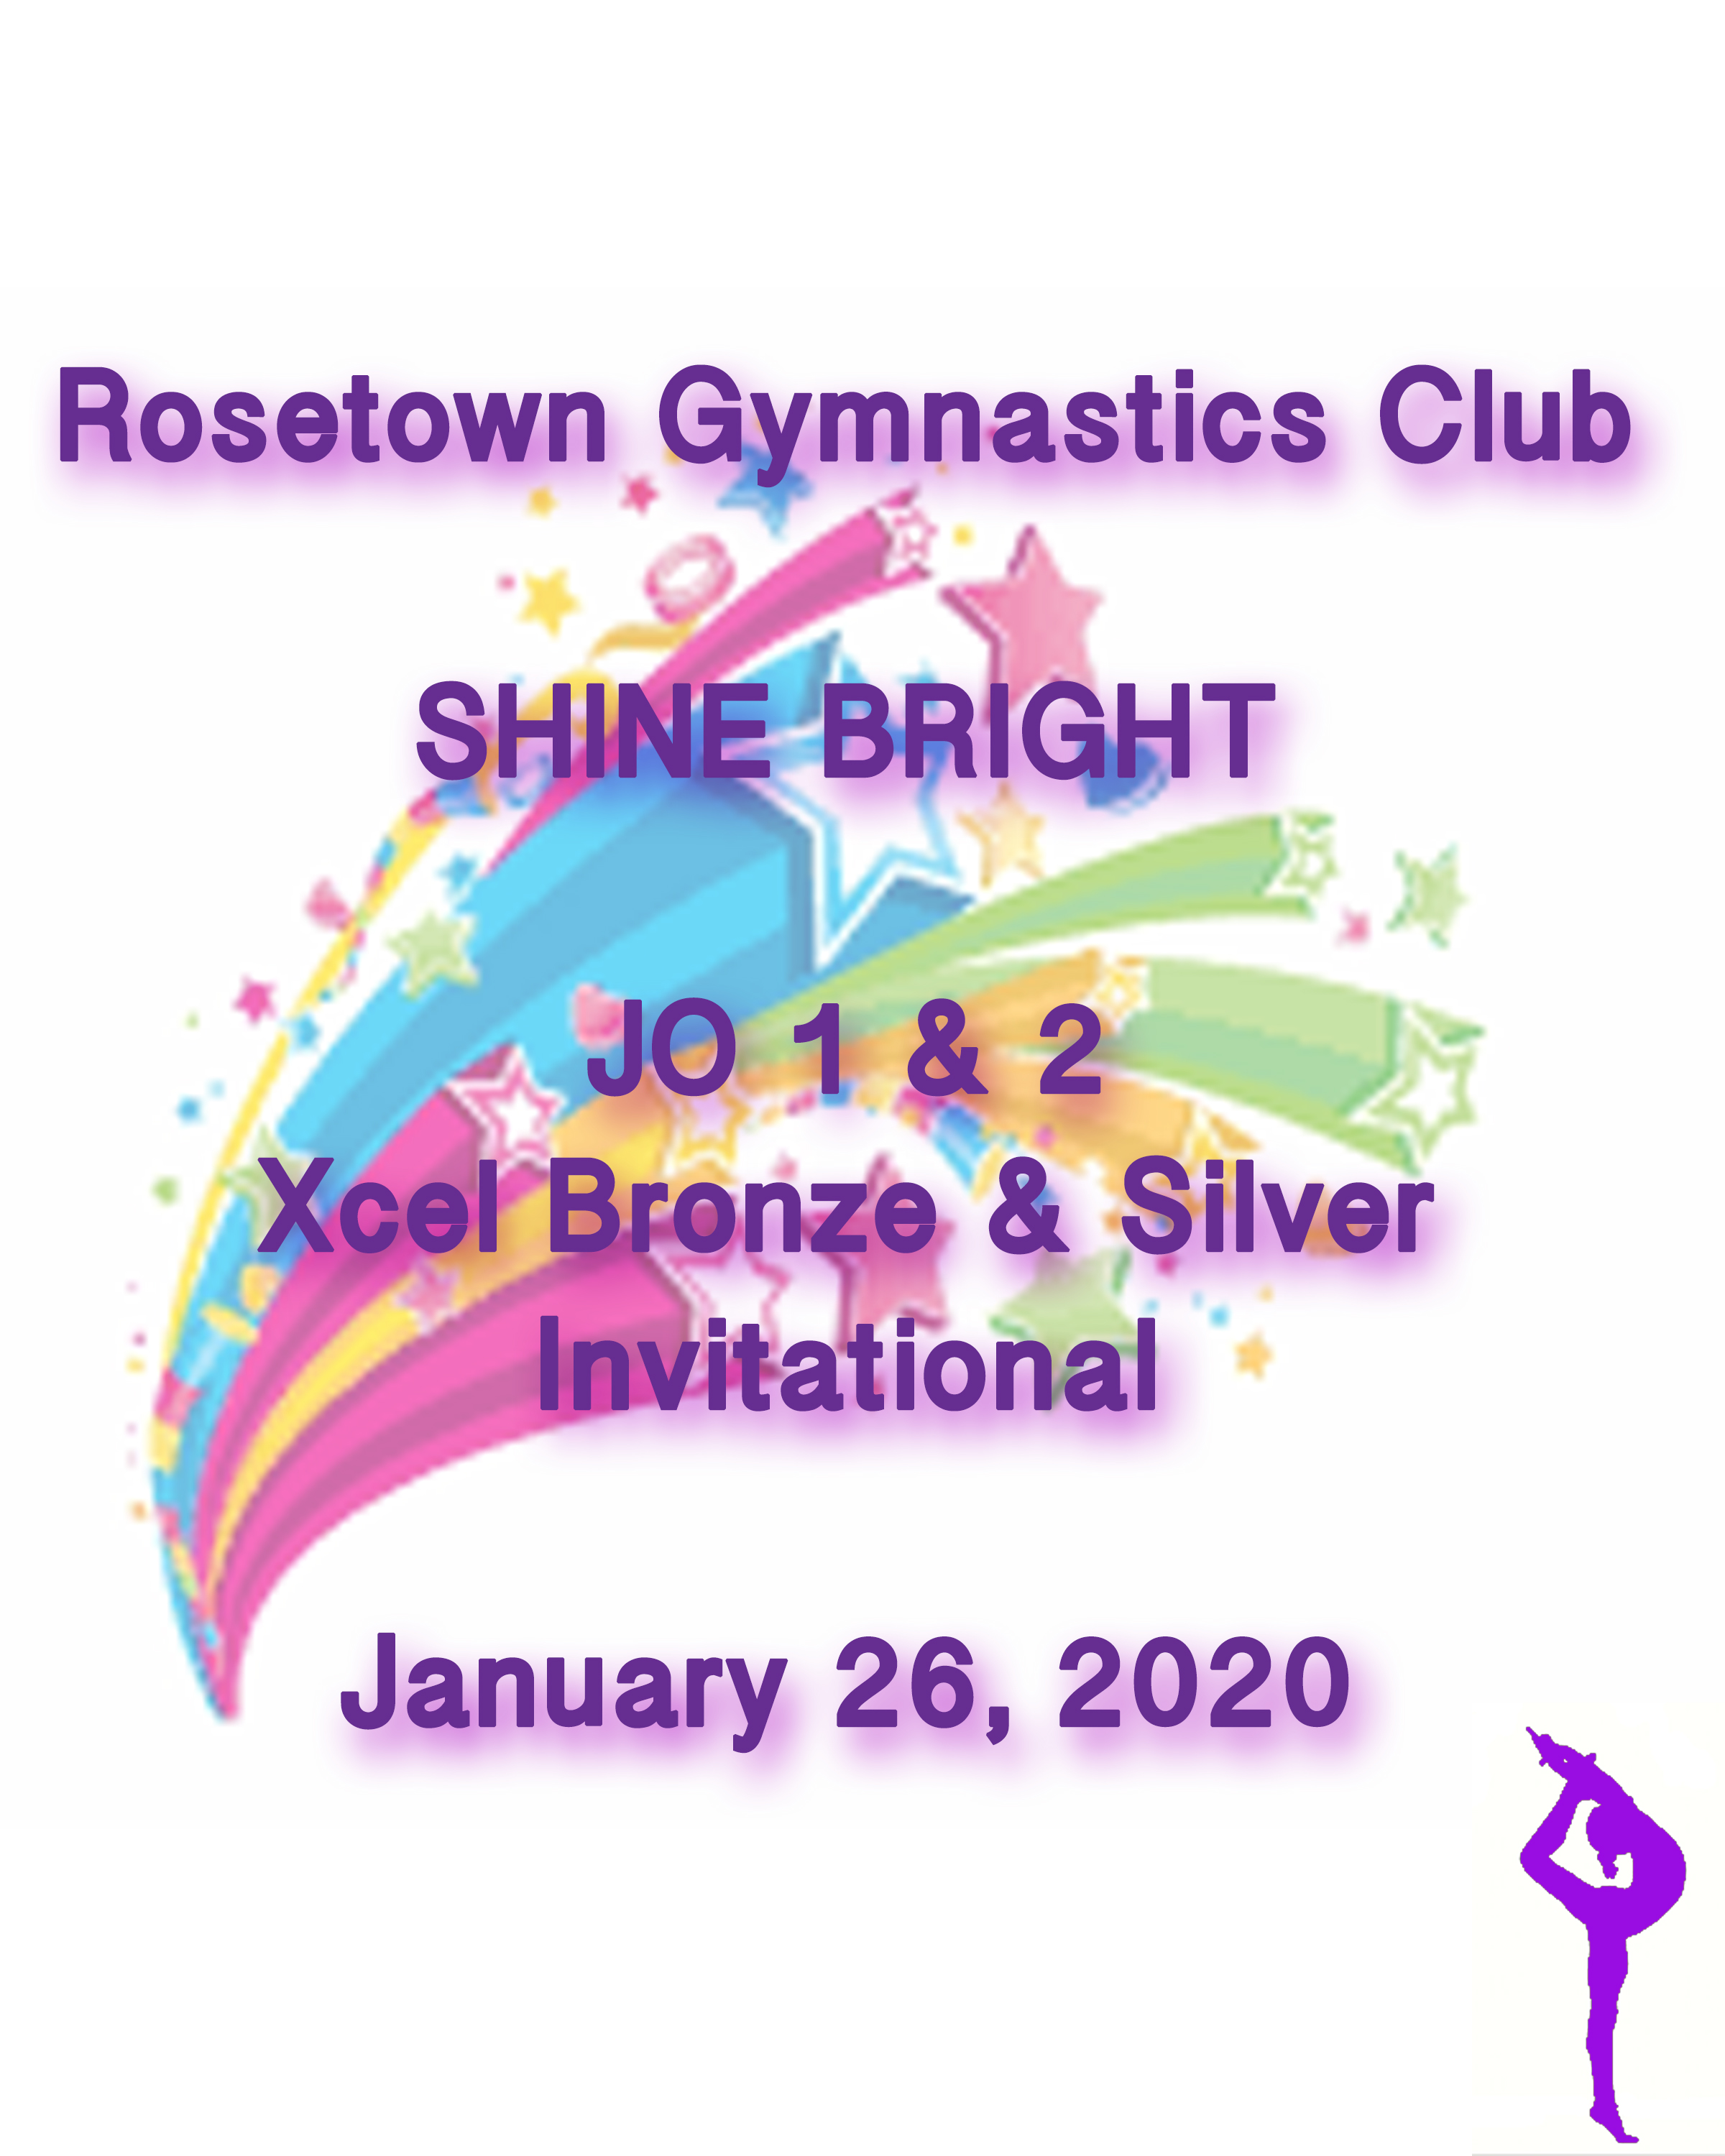 Rosetown Gymnastics Club
SHINE BRIGHT
JO 1 & 2
Xcel Bronze & Silver
Invitational
January 26, 2020